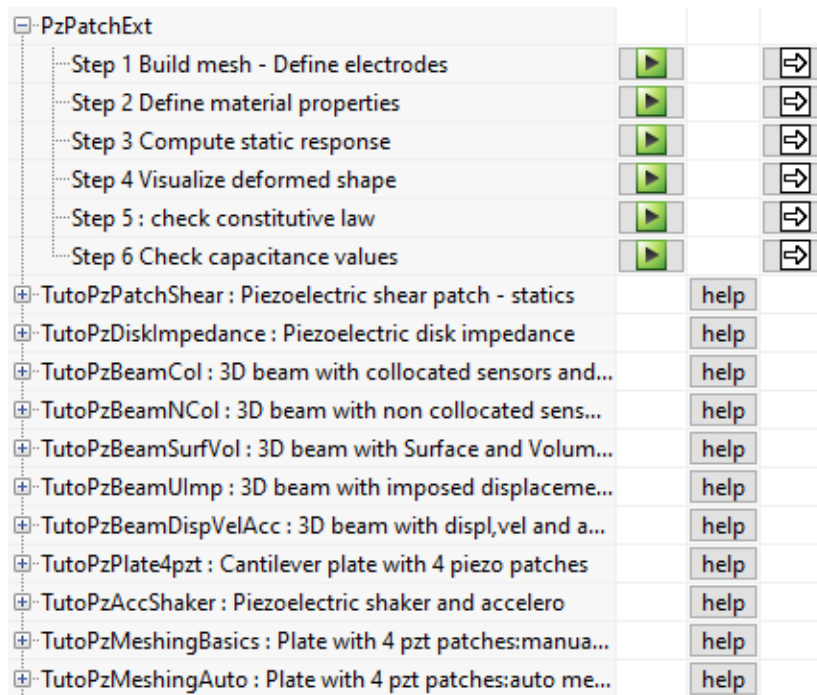 PzPatchExt
Step 1 Build mesh - Define electrodes
Step 2 Define material properties
Step 3 Compute static response
Step 4 Visualize deformed shape
Step 5 : check constitutive law
Step 6 Check capacitance values
TutoPzPatchShear : Piezoelectric shear patch - statics help
TutoPzDiskImpedance : Piezoelectric disk impedance help
TutoPzBeamCol : 3D beam with collocated sensors and... help
TutoPzBeamNCol : 3D beam with non collocated sens... help
TutoPzBeamSurfVol : 3D beam with Surface and Volum... help
TutoPzBeamUImp : 3D beam with imposed displaceme... help
TutoPzBeamDispVelAcc : 3D beam with displ,vel and a... help
TutoPzPlate4pzt : Cantilever plate with 4 piezo patches help
TutoPzAccShaker : Piezoelectric shaker and accelero help
TutoPzMeshingBasics : Plate with 4 pzt patches:manua... help
TutoPzMeshingAuto : Plate with 4 pzt patches:auto me... help